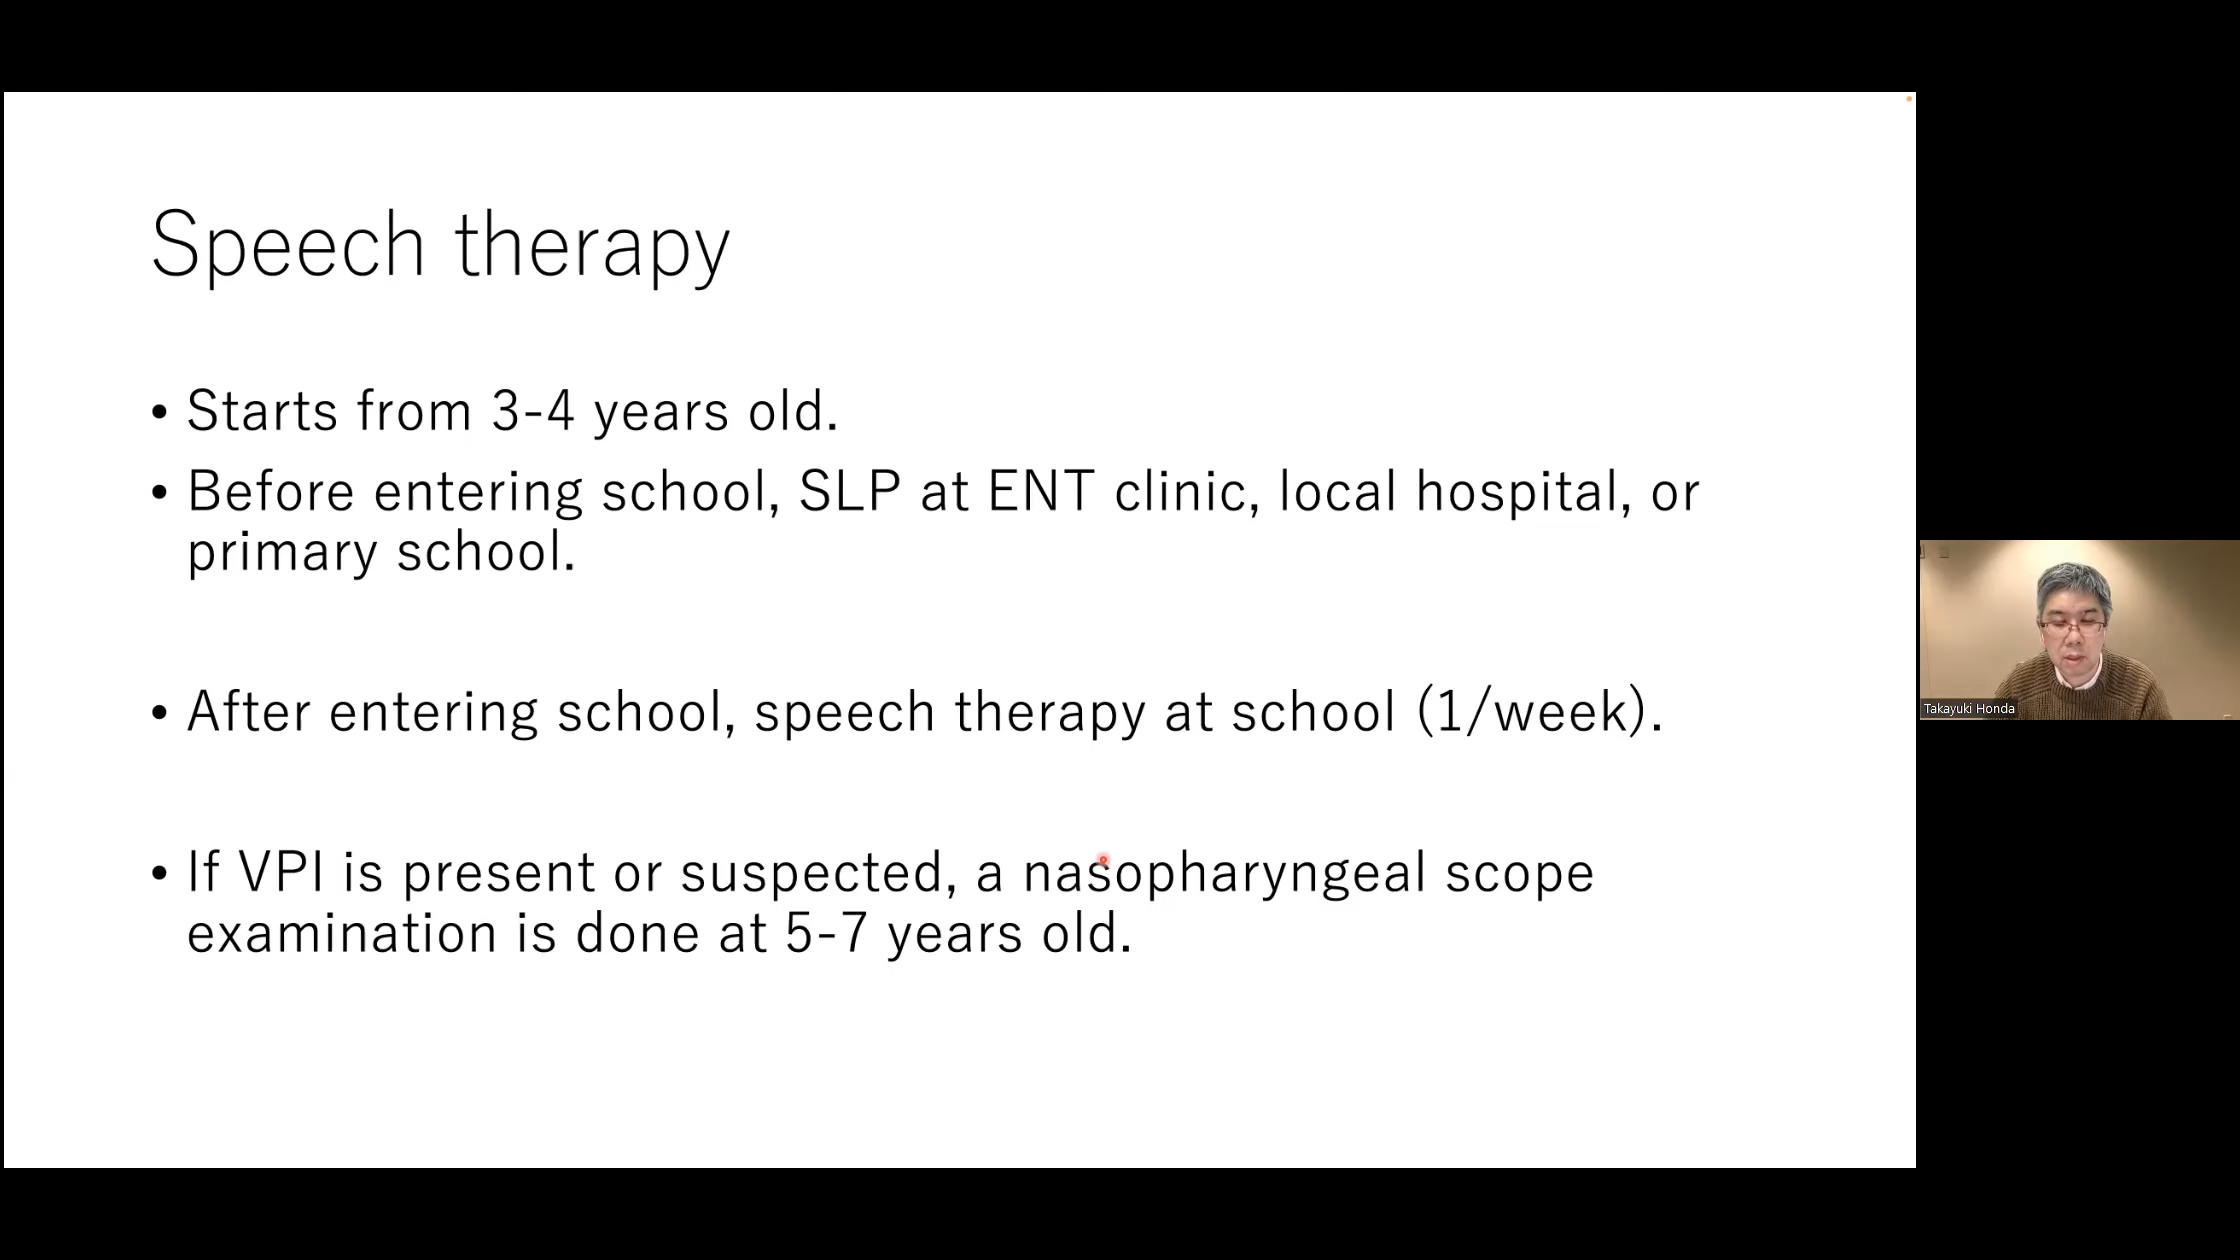 Speech therapy
• Starts from 3-4 years old.
• Before entering school, SLP at ENT clinic, local hospital, or
primary school.
• After entering school, speech therapy at school (1/week).
• If VPI is present or suspected, a nasopharyngeal scope
examination is done at 5-7 years old.
Takayuki Honda